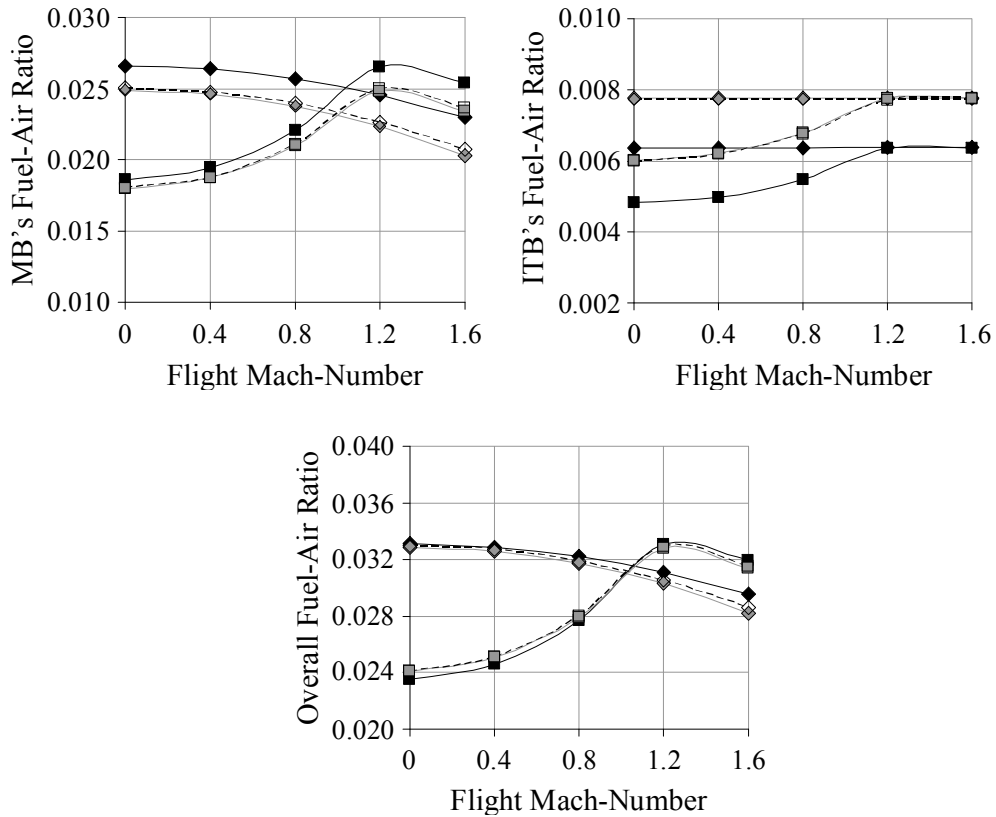 MB's Fuel-Air Ratio
0.030
0.025
0.020
0.015
0.010
0 0.4 0.8 1.2 1.6
Flight Mach-Number
ITB's Fuel-Air Ratio
0.010
0.008
0.006
0.004
0.002
0 0.4 0.8 1.2 1.6
Flight Mach-Number
Overall Fuel-Air Ratio
0.040
0.036
0.032
0.028
0.024
0.020
0 0.4 0.8 1.2 1.6
Flight Mach-Number